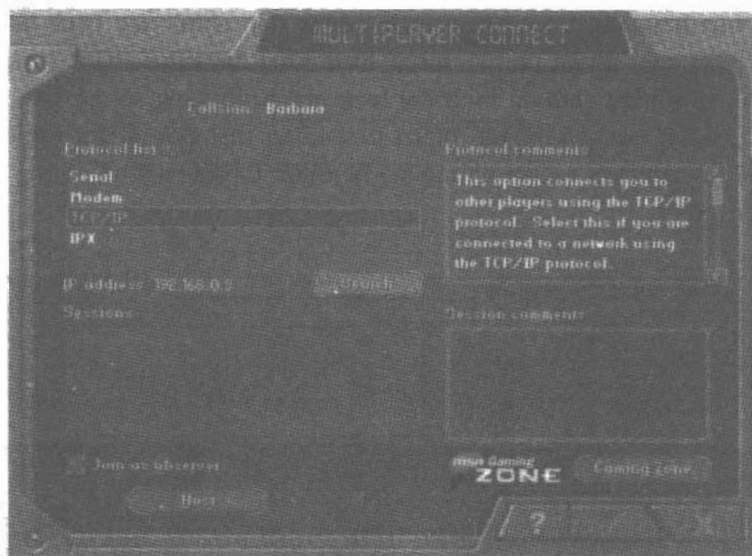 MULTIPLAYER CONNECT
Callsign: Barbara
Protocol list
Serial
Modem
TCP/IP
IPX
Protocol comments
This option connects you to
other players using the TCP/IP
protocol. Select this if you are
connected to a network using
the TCP/IP protocol.
IP address: 192.168.0.
Search
Sessions
Session comments
Join as observer
Host
msn Gaming
ZONE
Gaming Zone
?
X